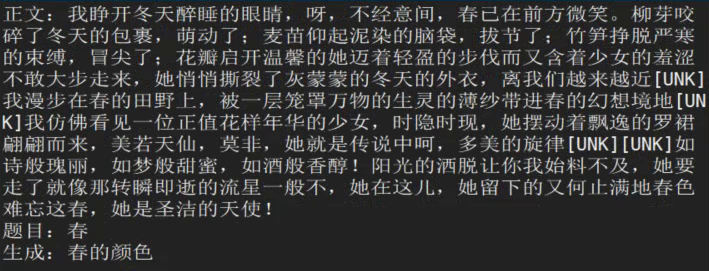 正文：我睁开冬天醉睡的眼睛，呀，不经意间，春已在前方微笑。柳芽咬
碎了冬天的包裹，萌动了；麦苗仰起泥染的脑袋，拔节了；竹笋挣脱严寒
的束缚，冒尖了；花瓣启开温馨的她迈着轻盈的步伐而又含着少女的羞涩
不敢大步走来，她悄悄撕裂了灰蒙蒙的冬天的外衣，离我们越来越近[UNK]
我漫步在春的田野上，被一层笼罩万物的生灵的薄纱带进春的幻想境地[UN
K]我仿佛看见一位正值花样年华的少女，时隐时现，她摆动着飘逸的罗裙
翩翩而来，美若天仙，莫非，她就是传说中呵，多美的旋律[UNK][UNK]如
诗般瑰丽，如梦般甜蜜，如酒般香醇！阳光的洒脱让你我始料不及，她要
走了就像那转瞬即逝的流星一般不，她在这儿，她留下的又何止满地春色
难忘这春，她是圣洁的天使！
题目：春
生成：春的颜色